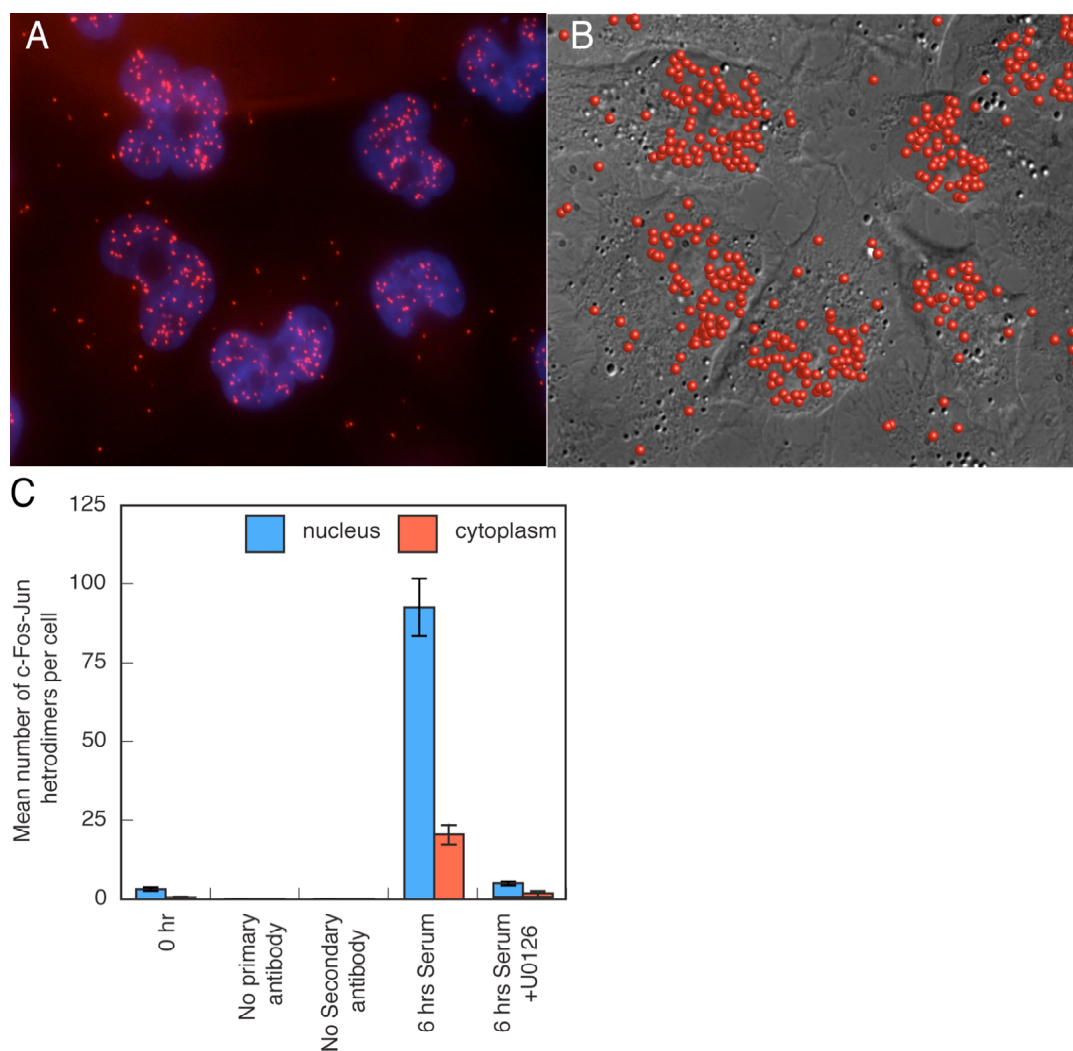 A
B
C
125
100
75
50
25
0
Mean number of c-Fos-Jun
hetrodimers per cell
nucleus
cytoplasm
0 hr
No primary
antibody
No Secondary
antibody
6 hrs Serum
6 hrs Serum
+U0126